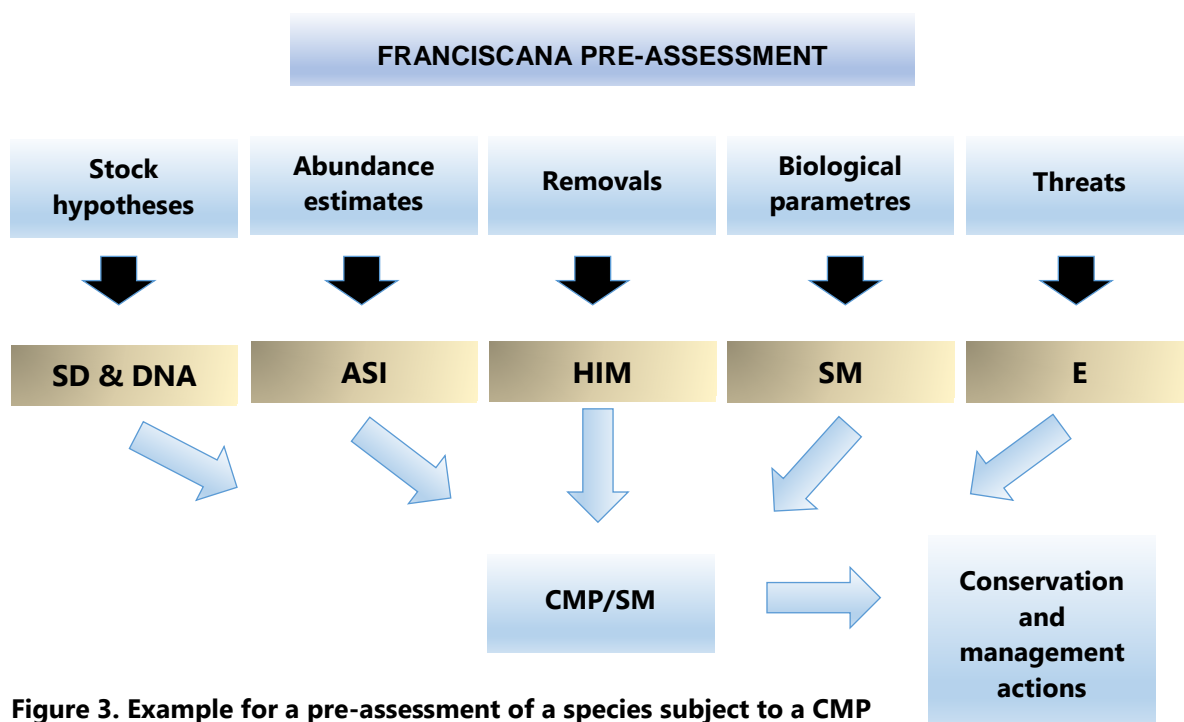 FRANCISCANA PRE-ASSESSMENT
Stock
hypotheses
Abundance
estimates
Removals
Biological
parametres
Threats
SD & DNA
ASI
HIM
SM
E
CMP/SM
Conservation
and
management
actions
Figure 3. Example for a pre-assessment of a species subject to a CMP